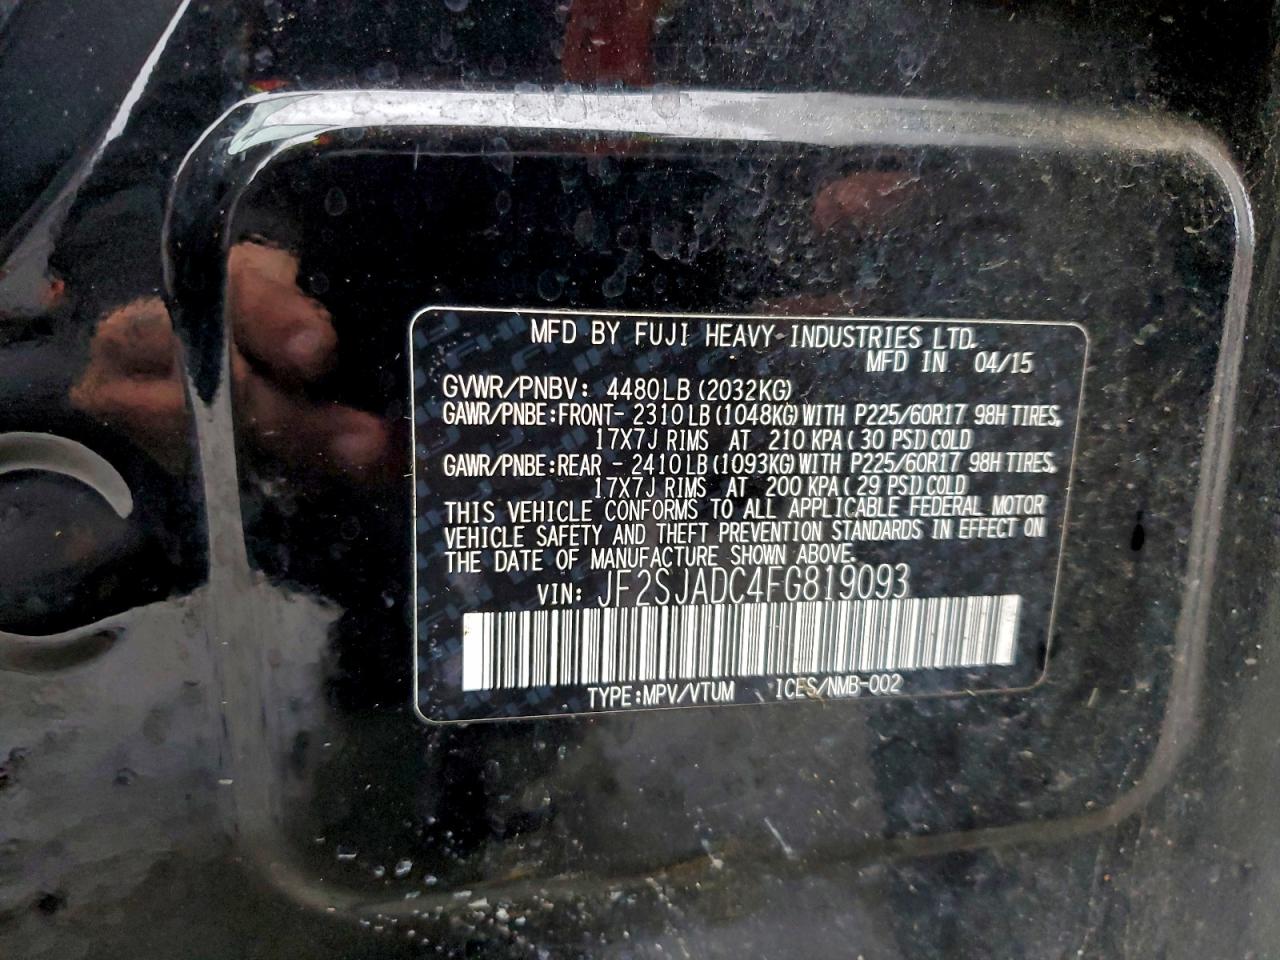 MFD BY FUJI HEAVY INDUSTRIES LTD.
MFD IN 04/15
GVWR/PNBV: 4480LB (2032KG)
GAWR/PNBE:FRONT- 2310LB (1048KG) WITH P225/60R17 98H TIRES,
17X7J RIMS AT 210 KPA ( 30 PSI) COLD
GAWR/PNBE:REAR - 2410LB (1093KG) WITH P225/60R17 98H TIRES,
17X7J RIMS AT 200 KPA ( 29 PSI) COLD
THIS VEHICLE CONFORMS TO ALL APPLICABLE FEDERAL MOTOR
VEHICLE SAFETY AND THEFT PREVENTION STANDARDS IN EFFECT ON
THE DATE OF MANUFACTURE SHOWN ABOVE.
VIN: JF2SJADC4FG819093
TYPE:MPV/VTUM ICES/NMB-002